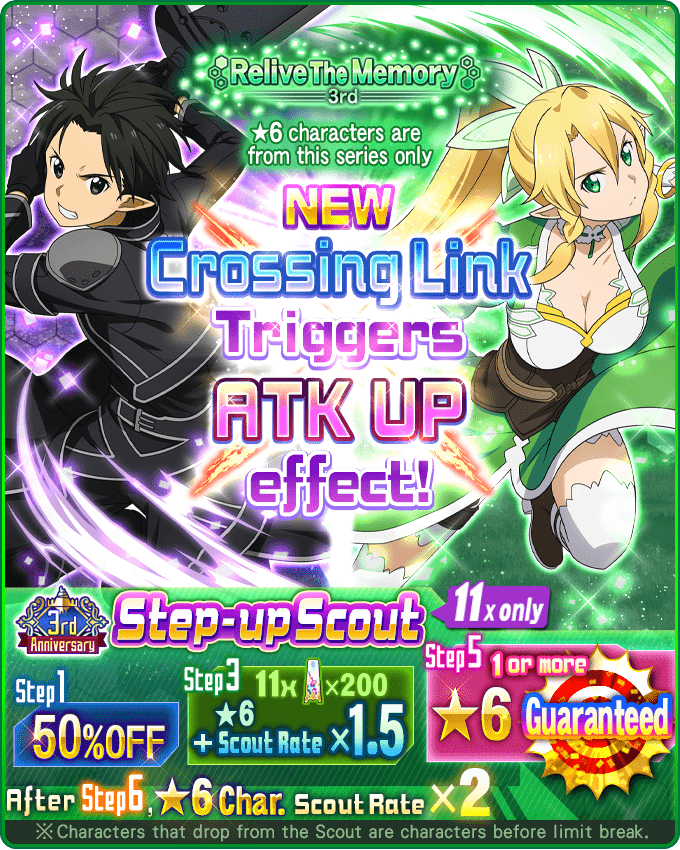 Relive The Memory
3rd
★6 characters are
from this series only
NEW
Crossing Link
Triggers
ATK UP
effect!
3rd
Anniversary
Step-up Scout
11x only
Step1
50%OFF
Step3
11x ×200
★6
+ Scout Rate ×1.5
Step5
1 or more
★6 Guaranteed
After Step6, ★6 Char. Scout Rate ×2
※Characters that drop from the Scout are characters before limit break.